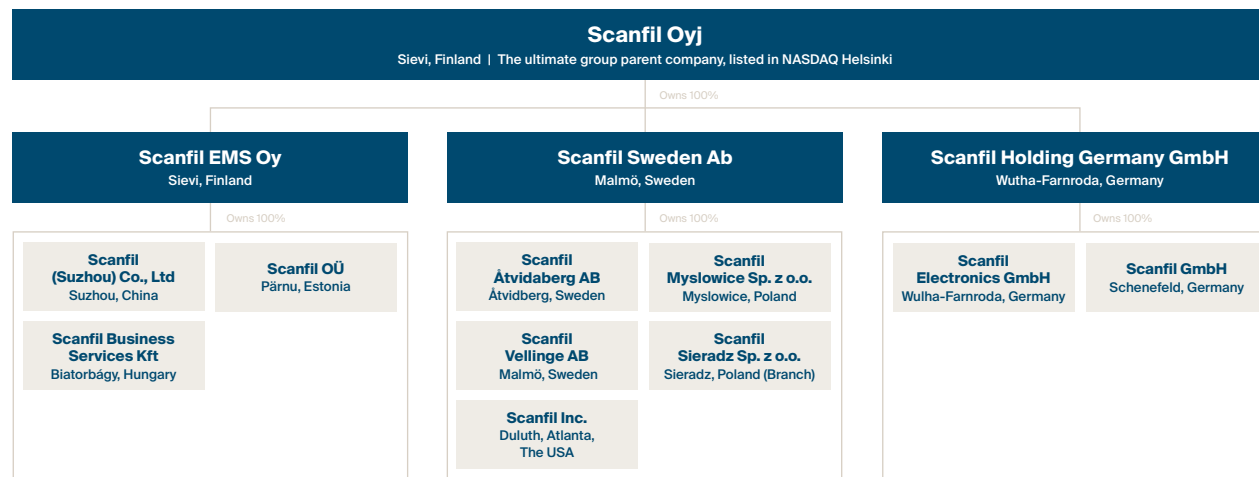 Scanfil Oyj
Sievi, Finland | The ultimate group parent company, listed in NASDAQ Helsinki
Owns 100%
Scanfil EMS Oy
Sievi, Finland
Scanfil Sweden Ab
Malmö, Sweden
Scanfil Holding Germany GmbH
Wutha-Farnroda, Germany
Owns 100%
Owns 100%
Owns 100%
Scanfil
(Suzhou) Co., Ltd
Suzhou, China
Scanfil OÜ
Pärnu, Estonia
Scanfil Business
Services Kft
Biatorbágy, Hungary
Scanfil
Åtvidaberg AB
Åtvidberg, Sweden
Scanfil
Myslowice Sp. z o.o.
Myslowice, Poland
Scanfil
Vellinge AB
Malmö, Sweden
Scanfil
Sieradz Sp. z o.o.
Sieradz, Poland (Branch)
Scanfil Inc.
Duluth, Atlanta,
The USA
Scanfil
Electronics GmbH
Wulha-Farnroda, Germany
Scanfil GmbH
Schenefeld, Germany